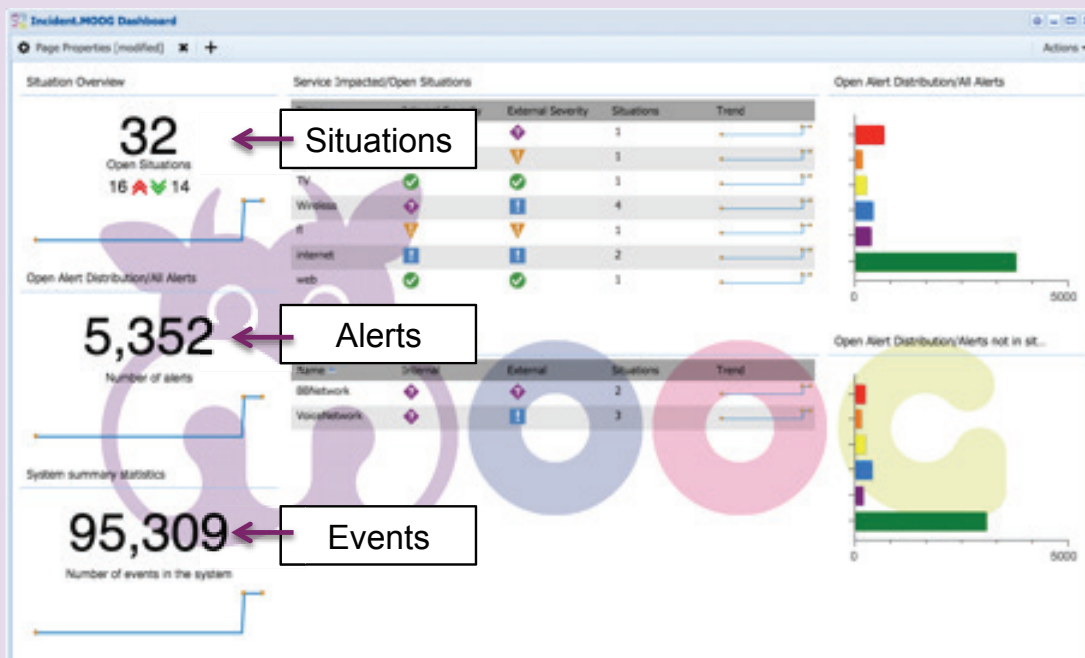 Incident.MOOG Dashboard
Page Properties [modified]
Actions
Situation Overview
32
Open Situations
16 14
Open Alert Distribution/All Alerts
5,352
Number of alerts
System summary statistics
95,309
Number of events in the system
Situations
Alerts
Events
Service Impacted/Open Situations
External Severity Situations Trend
1
1
TV 1
Wireless 4
fl 1
internet 2
web 1
Name Internal External Situations Trend
BBNetwork 2
VoiceNetwork 3
Open Alert Distribution/All Alerts
0 5000
Open Alert Distribution/Alerts not in sit...
0 5000